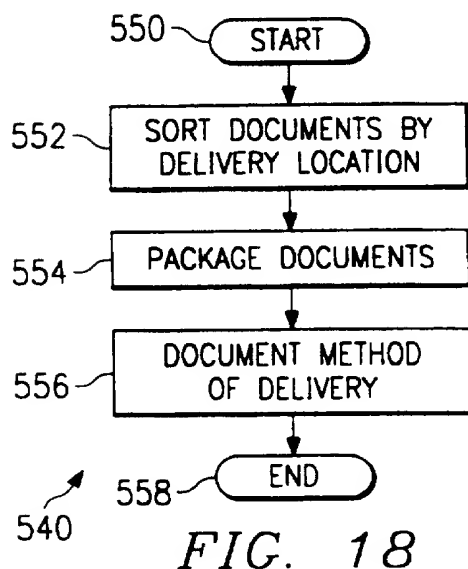 550
START
552
SORT DOCUMENTS BY
DELIVERY LOCATION
554
PACKAGE DOCUMENTS
556
DOCUMENT METHOD
OF DELIVERY
558
END
540
FIG. 18